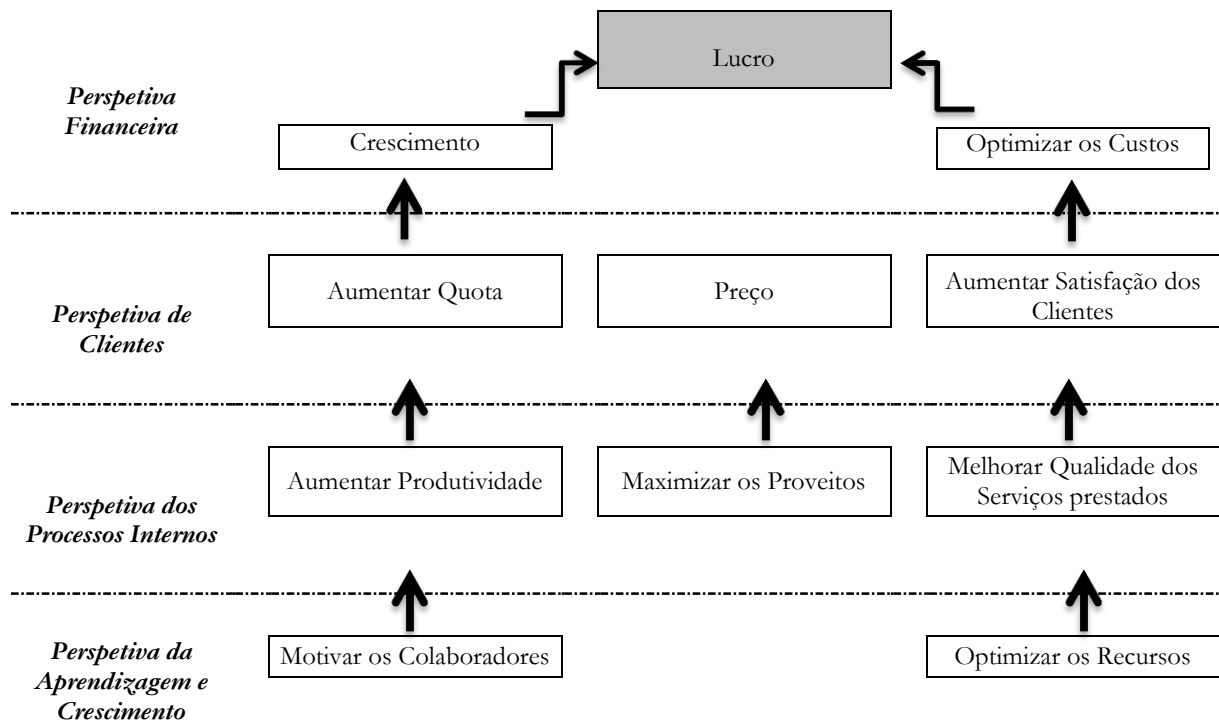 Lucro
Perspetiva
Financeira
Crescimento
Optimizar os Custos
Aumentar Quota
Preço
Aumentar Satisfação dos
Clientes
Perspetiva de
Clientes
Aumentar Produtividade
Maximizar os Proveitos
Melhorar Qualidade dos
Serviços prestados
Perspetiva dos
Processos Internos
Motivar os Colaboradores
Optimizar os Recursos
Perspetiva da
Aprendizagem e
Crescimento